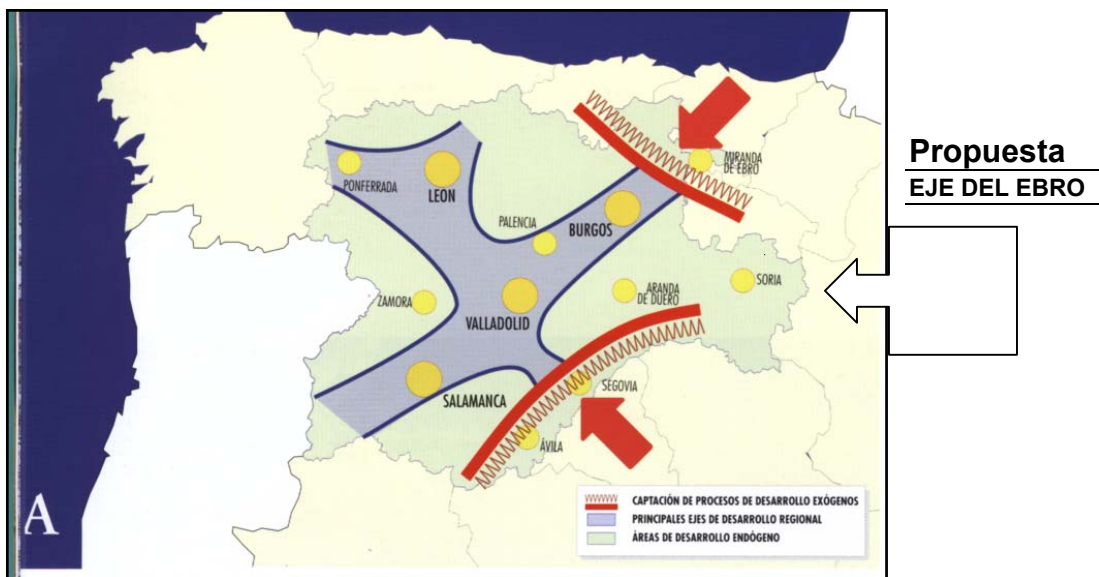 Propuesta
EJE DEL EBRO
PONFERRADA
LEON
PALENCIA
BURGOS
MIRANDA
DE EBRO
ZAMORA
VALLADOLID
ARANDA
DE DUERO
SORIA
SALAMANCA
SEGOVIA
ÁVILA
A
CAPTACIÓN DE PROCESOS DE DESARROLLO EXÓGENOS
PRINCIPALES EJES DE DESARROLLO REGIONAL
ÁREAS DE DESARROLLO ENDÓGENO